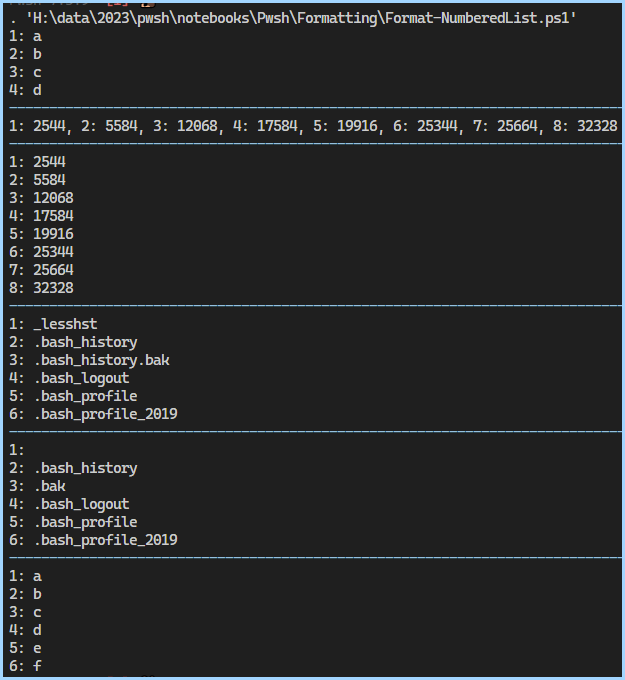 . 'H:\data\2023\pwsh\notebooks\Pwsh\Formatting\Format-NumberedList.ps1'
1: a
2: b
3: c
4: d
1: 2544, 2: 5584, 3: 12068, 4: 17584, 5: 19916, 6: 25344, 7: 25664, 8: 32328
1: 2544
2: 5584
3: 12068
4: 17584
5: 19916
6: 25344
7: 25664
8: 32328
1: _lesshst
2: .bash_history
3: .bash_history.bak
4: .bash_logout
5: .bash_profile
6: .bash_profile_2019
1:
2: .bash_history
3: .bak
4: .bash_logout
5: .bash_profile
6: .bash_profile_2019
1: a
2: b
3: c
4: d
5: e
6: f